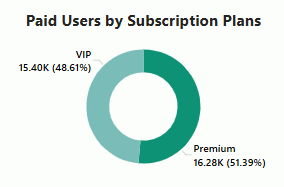 Paid Users by Subscription Plans
VIP
15.40K (48.61%)
Premium
16.28K (51.39%)